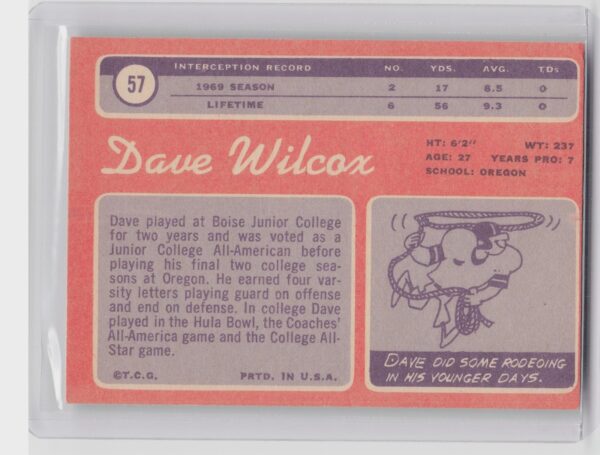 57
INTERCEPTION RECORD NO. YDS. AVG. TDs
1969 SEASON 2 17 8.5 0
LIFETIME 6 56 9.3 0
Dave Wilcox
HT: 6'2" WT: 237
AGE: 27 YEARS PRO: 7
SCHOOL: OREGON
Dave played at Boise Junior College
for two years and was voted as a
Junior College All-American before
playing his final two college sea-
sons at Oregon. He earned four var-
sity letters playing guard on offense
and end on defense. In college Dave
played in the Hula Bowl, the Coaches'
All-America game and the College All-
Star game.
©T.C.G. PRTD. IN U.S.A.
DAVE DID SOME RODEOING
IN HIS YOUNGER DAYS.